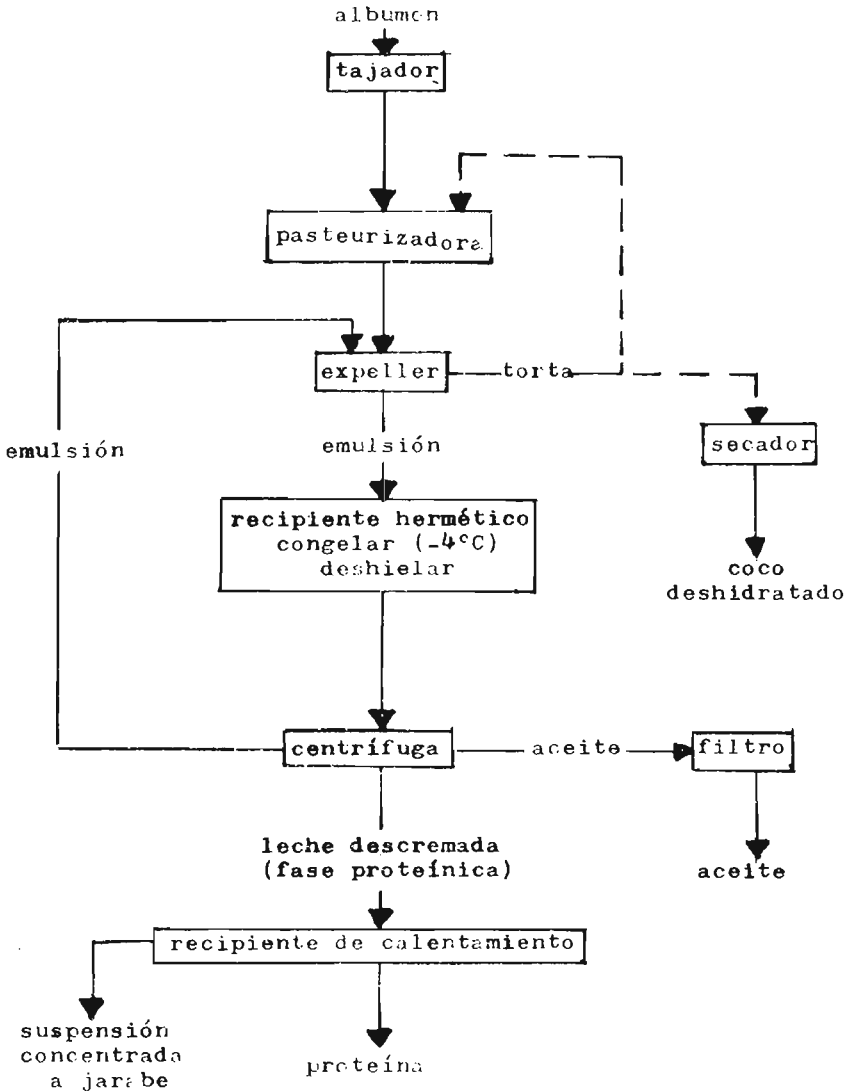 albumen
tajador
pasteurizadora
expeller
torta
emulsión
emulsión
secador
recipiente hermético
congelar (-4°C)
deshielar
coco
deshidratado
centrífuga
aceite
filtro
leche descremada
(fase proteínica)
aceite
recipiente de calentamiento
suspensión
concentrada
a jarabe
proteína